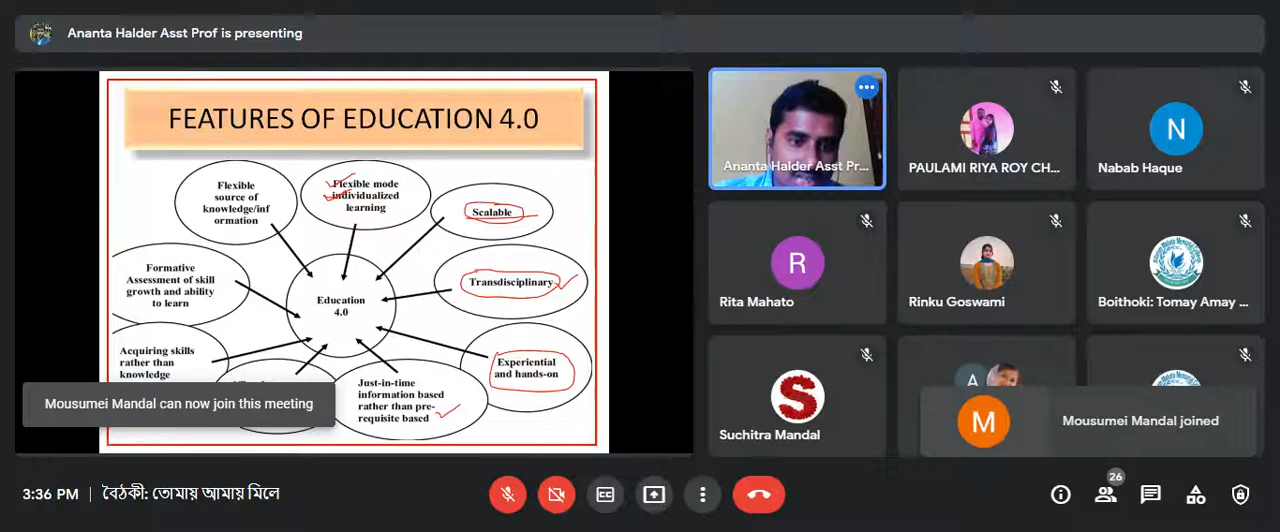 Ananta Halder Asst Prof is presenting
FEATURES OF EDUCATION 4.0
Flexible
source of
knowledge/inf
ormation
Flexible mode
individualized
learning
Scalable
Formative
Assessment of skill
growth and ability
to learn
Education
4.0
Transdisciplinary
Acquiring skills
rather than
knowledge
Just-in-time
information based
rather than pre-
requisite based
Experiential
and hands-on
Mousumei Mandal can now join this meeting
Ananta Halder Asst Pr...
PAULAMI RIYA ROY CH...
N
Nabab Haque
R
Rita Mahato
Rinku Goswami
Boithoki: Tomay Amay ...
S
Suchitra Mandal
A
M
Mousumei Mandal joined
3:36 PM | বৈঠকী: তোমায় আমায় মিলে
CC
26